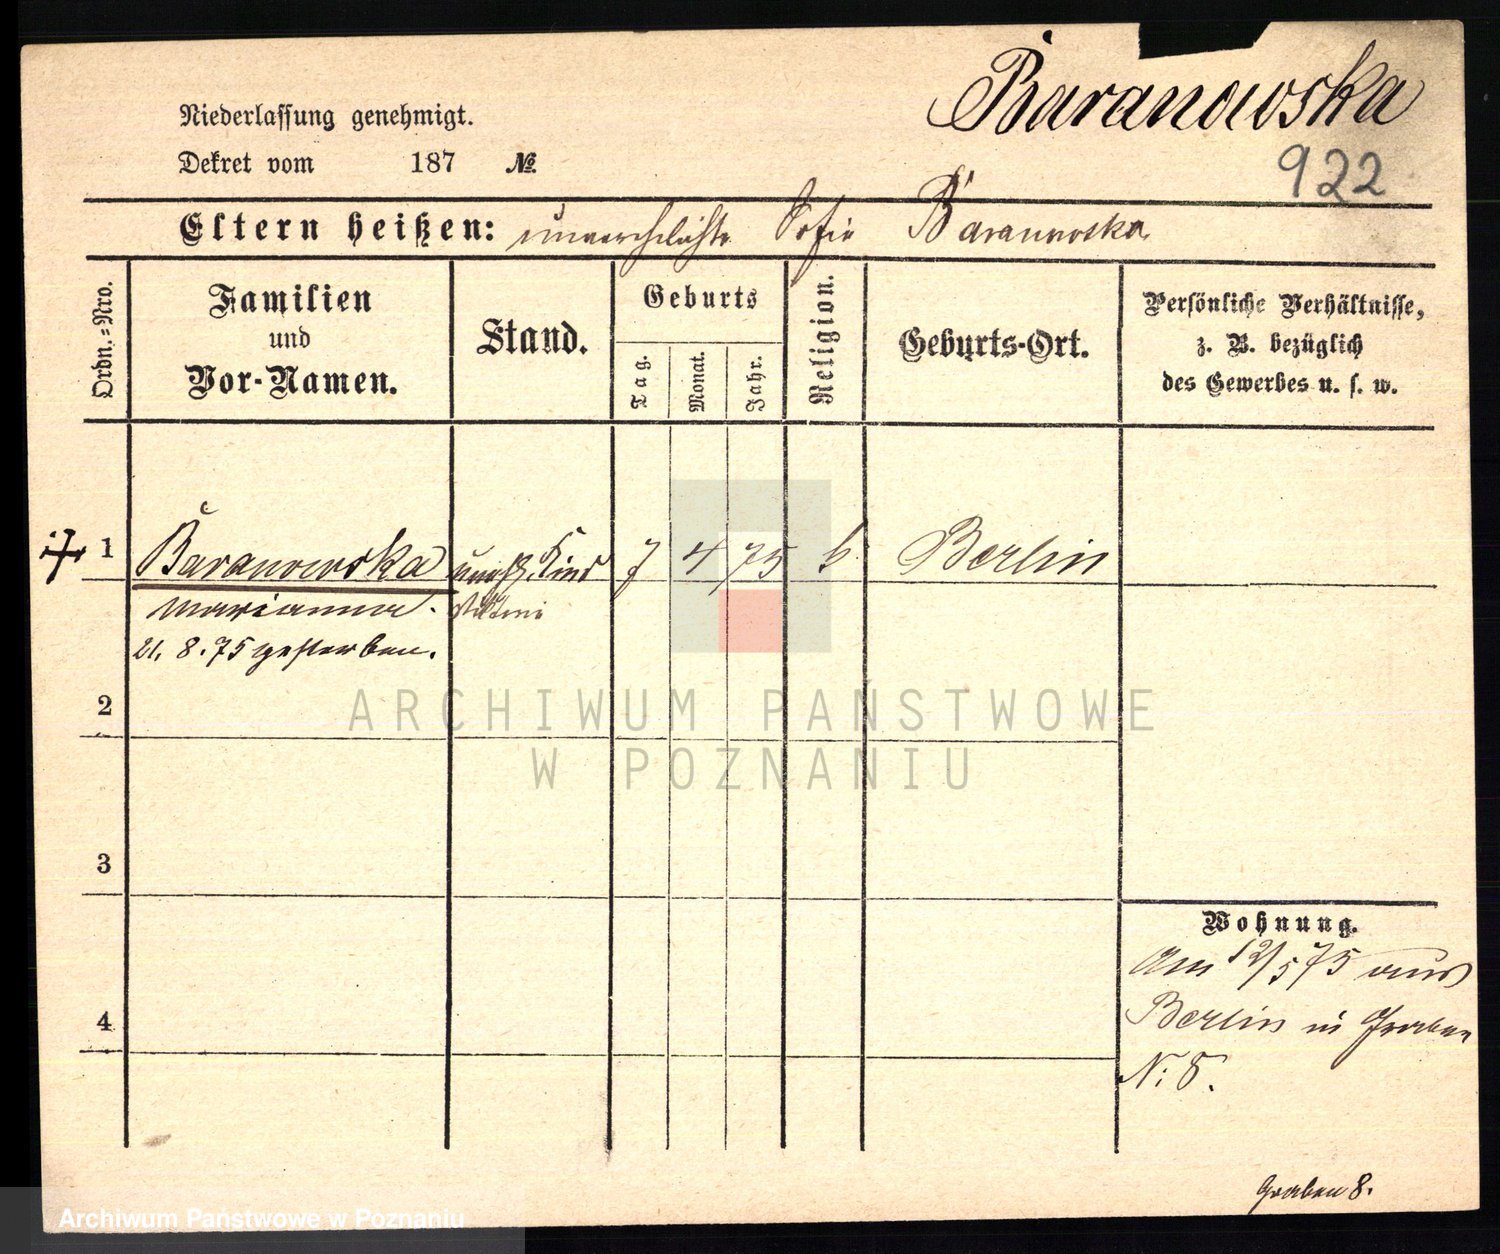 Baranowska
922
Niederlassung genehmigt.
Dekret vom 187 №
Eltern heißen: unverehelichte Sofie Baranowska
Ordn.-Nro.
Familien und Vor-Namen.
Stand.
Geburts
Tag.
Monat.
Jahr.
Religion.
Geburts-Ort.
Persönliche Verhältnisse,
z. B. bezüglich
des Gewerbes u. s. w.
1 Baranowska Kind 7 4 75 k. Berlin
Marianna
21. 8. 75 gestorben.
2
3
4
Wohnung.
Am 12/5 75 aus
Berlin in Graben
N: 8.
Graben 8.
ARCHIWUM PAŃSTWOWE
W POZNANIU
Archiwum Państwowe w Poznaniu